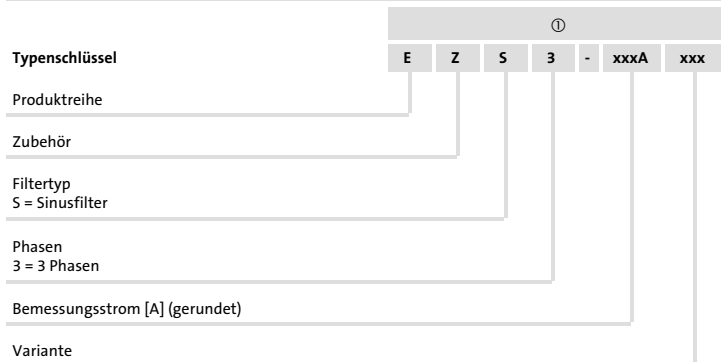 ①
Typenschlüssel E Z S 3 - xxxA xxx
Produktreihe
Zubehör
Filtertyp
S = Sinusfilter
Phasen
3 = 3 Phasen
Bemessungsstrom [A] (gerundet)
Variante